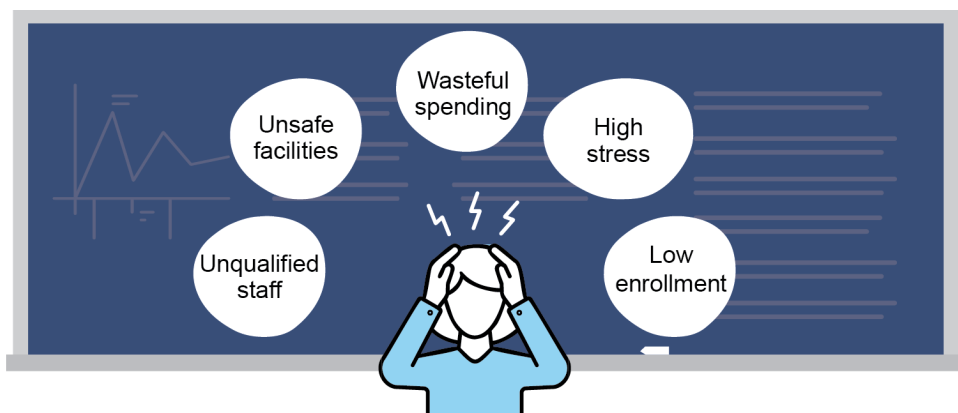 Wasteful
spending
Unsafe
facilities
High
stress
Unqualified
staff
Low
enrollment